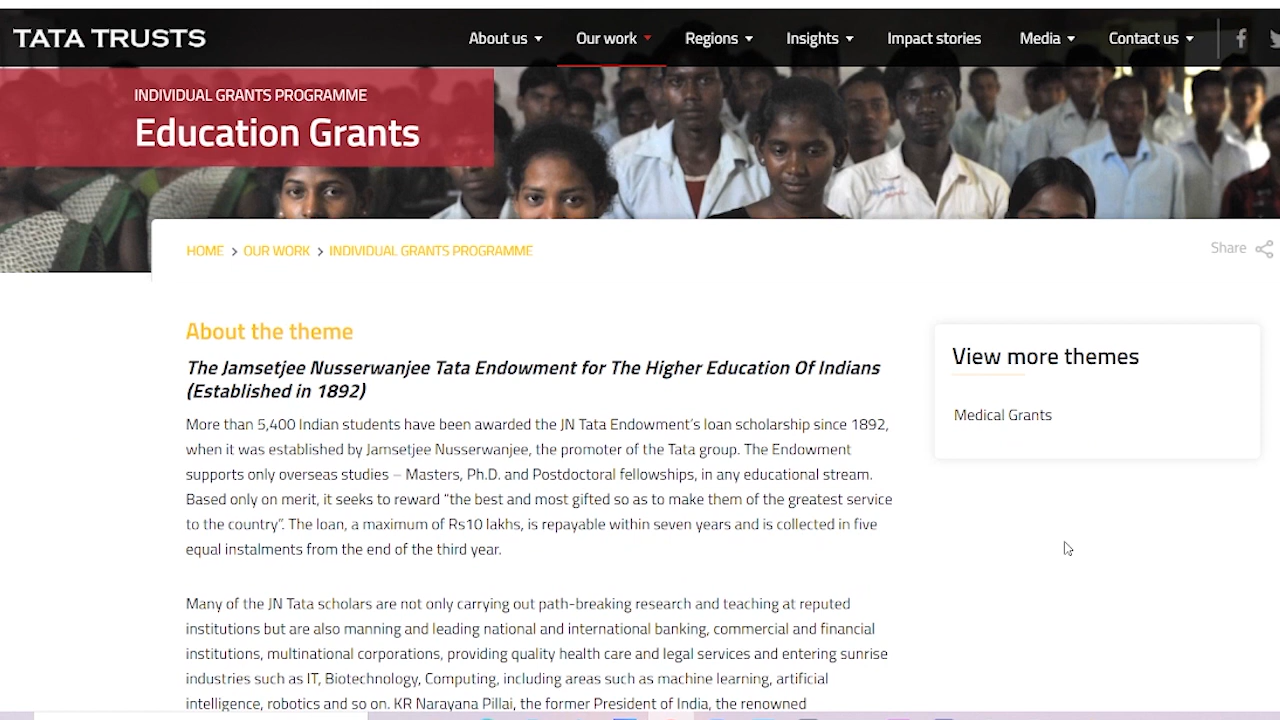 TATA TRUSTS
About us
Our work
Regions
Insights
Impact stories
Media
Contact us
INDIVIDUAL GRANTS PROGRAMME
Education Grants
HOME > OUR WORK > INDIVIDUAL GRANTS PROGRAMME
Share
About the theme
The Jamsetjee Nusserwanjee Tata Endowment for The Higher Education Of Indians
(Established in 1892)
More than 5,400 Indian students have been awarded the JN Tata Endowment's loan scholarship since 1892,
when it was established by Jamsetjee Nusserwanjee, the promoter of the Tata group. The Endowment
supports only overseas studies – Masters, Ph.D. and Postdoctoral fellowships, in any educational stream.
Based only on merit, it seeks to reward “the best and most gifted so as to make them of the greatest service
to the country”. The loan, a maximum of Rs10 lakhs, is repayable within seven years and is collected in five
equal instalments from the end of the third year.
Many of the JN Tata scholars are not only carrying out path-breaking research and teaching at reputed
institutions but are also manning and leading national and international banking, commercial and financial
institutions, multinational corporations, providing quality health care and legal services and entering sunrise
industries such as IT, Biotechnology, Computing, including areas such as machine learning, artificial
intelligence, robotics and so on. KR Narayana Pillai, the former President of India, the renowned
View more themes
Medical Grants